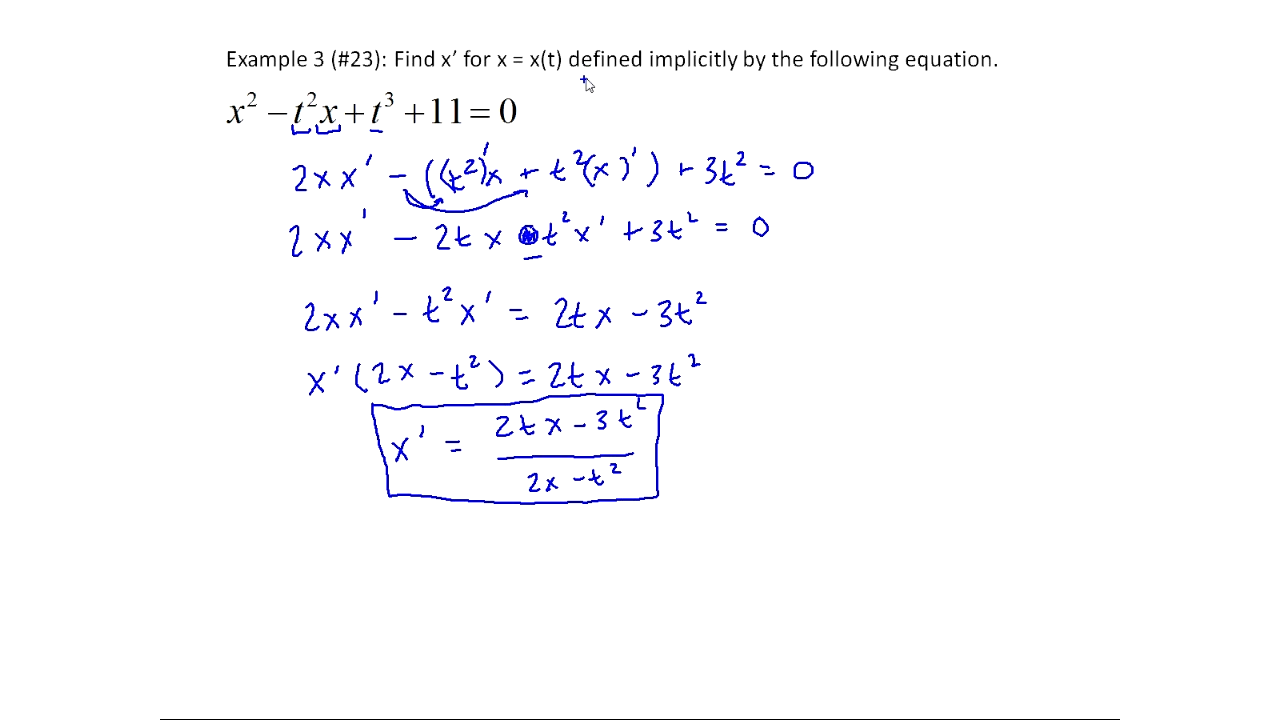 Example 3 (#23): Find x’ for x = x(t) defined implicitly by the following equation.
x² − t²x + t³ + 11 = 0
2xx' − ((t²)'x + t²(x)') + 3t² = 0
2xx' − 2tx t²x' + 3t² = 0
2xx' − t²x' = 2tx − 3t²
x'(2x − t²) = 2tx − 3t²
x' = 2tx − 3t²
2x − t²